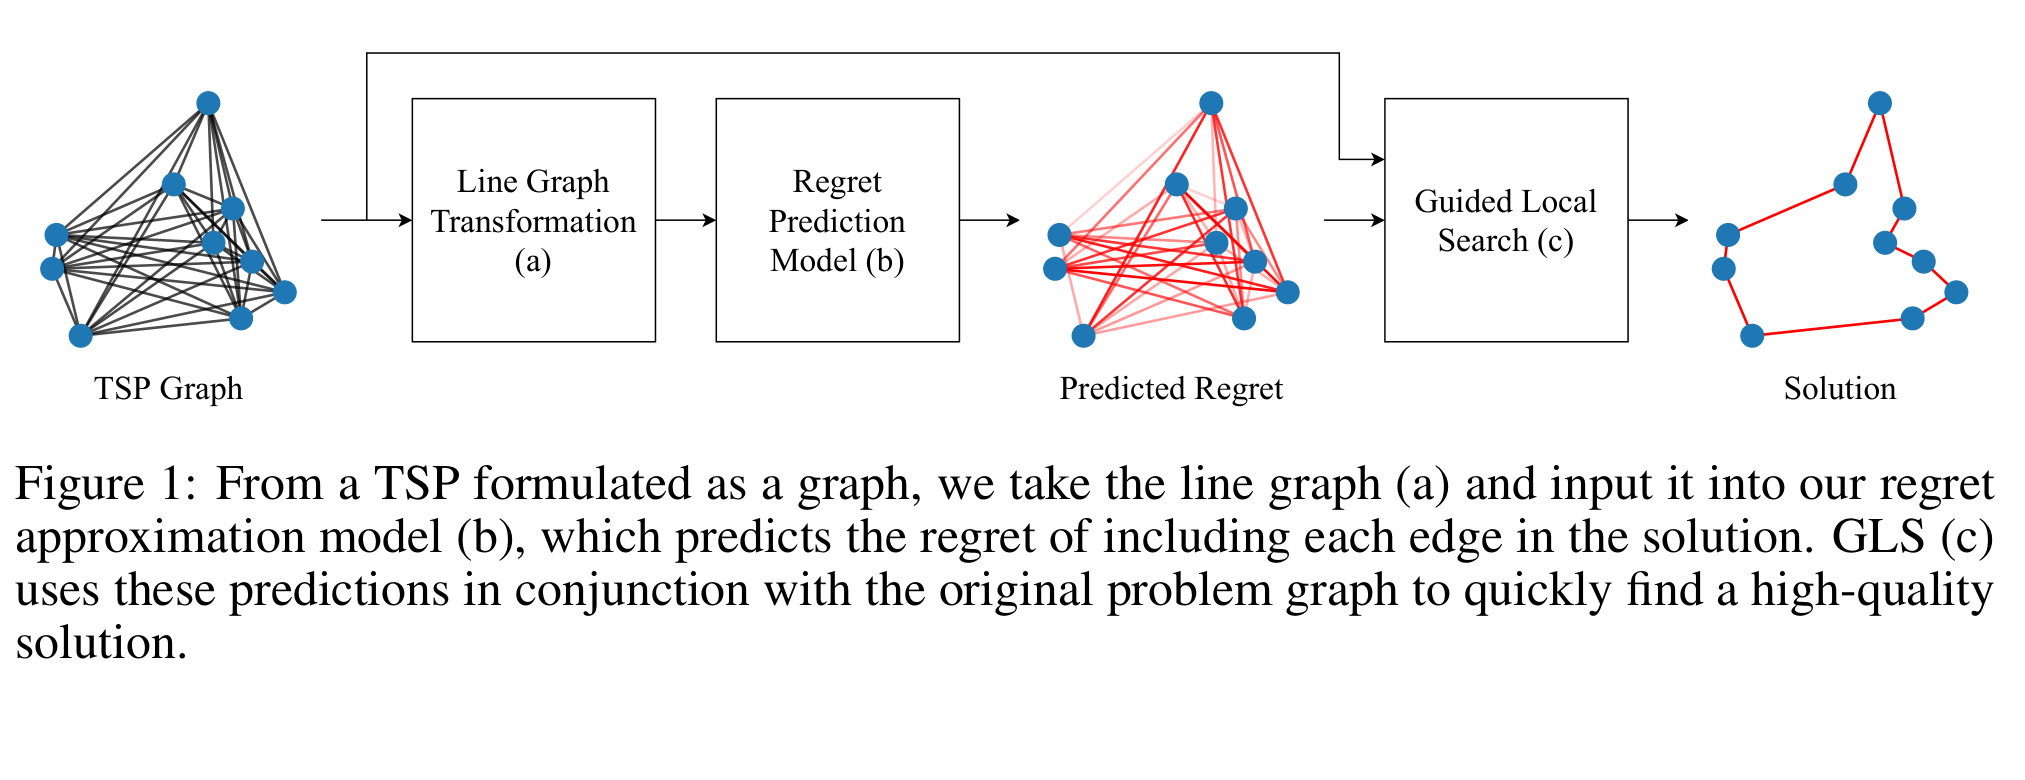 Line Graph
Transformation
(a)
Regret
Prediction
Model (b)
Guided Local
Search (c)
TSP Graph
Predicted Regret
Solution
Figure 1: From a TSP formulated as a graph, we take the line graph (a) and input it into our regret
approximation model (b), which predicts the regret of including each edge in the solution. GLS (c)
uses these predictions in conjunction with the original problem graph to quickly find a high-quality
solution.